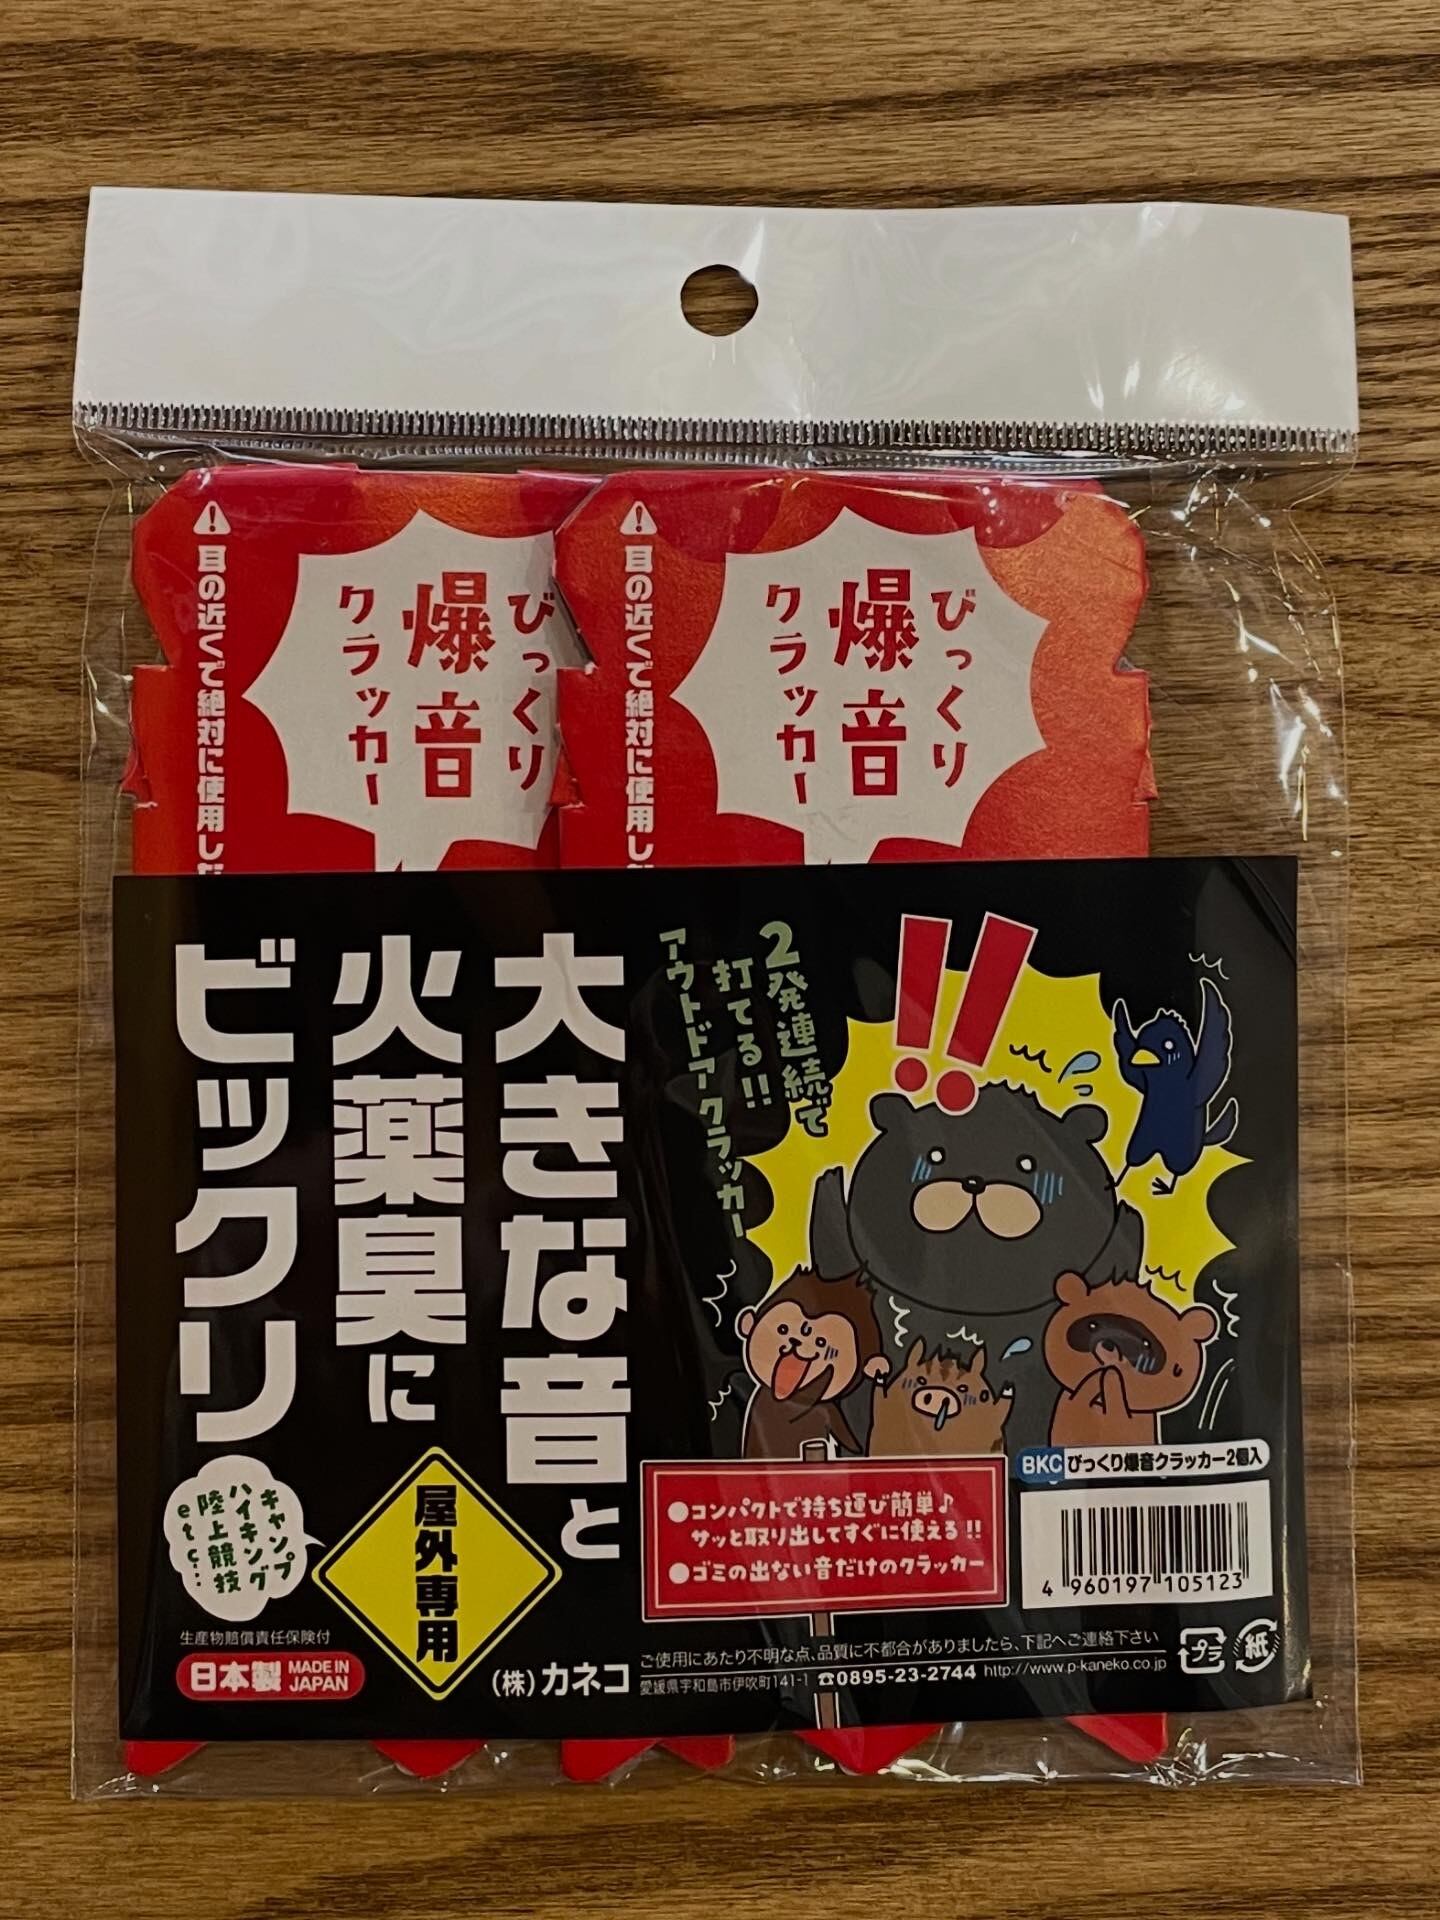 耳の近くで絶対に使用しな
びっくり
爆音
クラッカー
耳の近くで絶対に使用しな
びっくり
爆音
クラッカー
大きな音と
火薬臭に
ビックリ
2発連続で
打てる!!
アウトドアクラッカー
!!
キャンプ
ハイキング
陸上競技
etc…
屋外専用
●コンパクトで持ち運び簡単♪
サッと取り出してすぐに使える!!
●ゴミの出ない音だけのクラッカー
BKC びっくり爆音クラッカー2個入
4 960197 105123
生産物賠償責任保険付
日本製 MADE IN JAPAN
(株)カネコ
ご使用にあたり不明な点、品質に不都合がありましたら、下記へご連絡下さい
愛媛県宇和島市伊吹町141-1 ☎0895-23-2744 http://www.p-kaneko.co.jp
プラ
紙